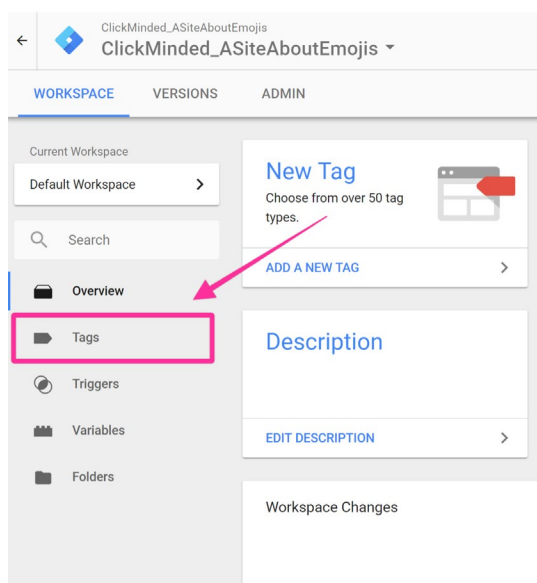 ClickMinded_ASiteAboutEmojis
ClickMinded_ASiteAboutEmojis
WORKSPACE VERSIONS ADMIN
Current Workspace
Default Workspace
Search
Overview
Tags
Triggers
Variables
Folders
New Tag
Choose from over 50 tag
types.
ADD A NEW TAG
Description
EDIT DESCRIPTION
Workspace Changes